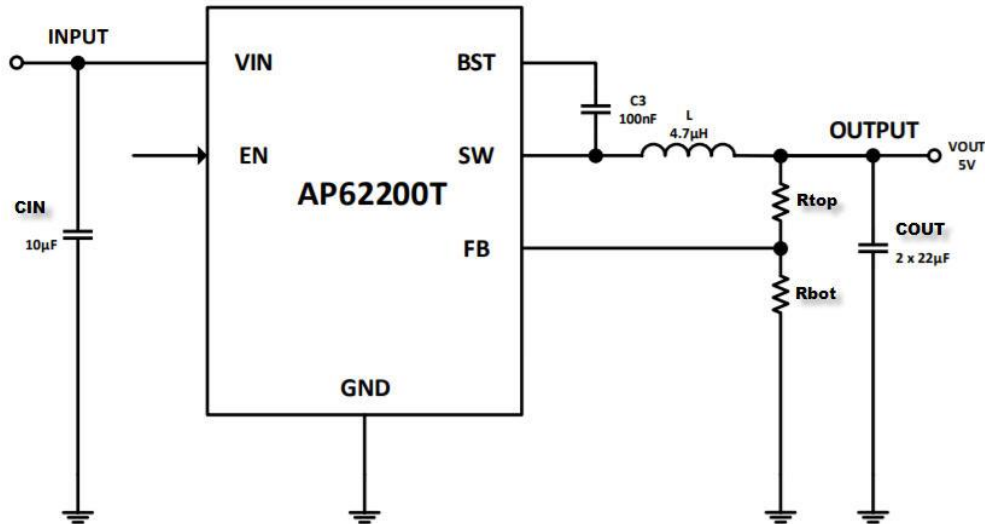 INPUT
VIN
BST
C3
100nF
L
4.7µH
OUTPUT
VOUT
5V
EN
SW
AP62200T
Rtop
CIN
10µF
FB
COUT
2 x 22µF
Rbot
GND